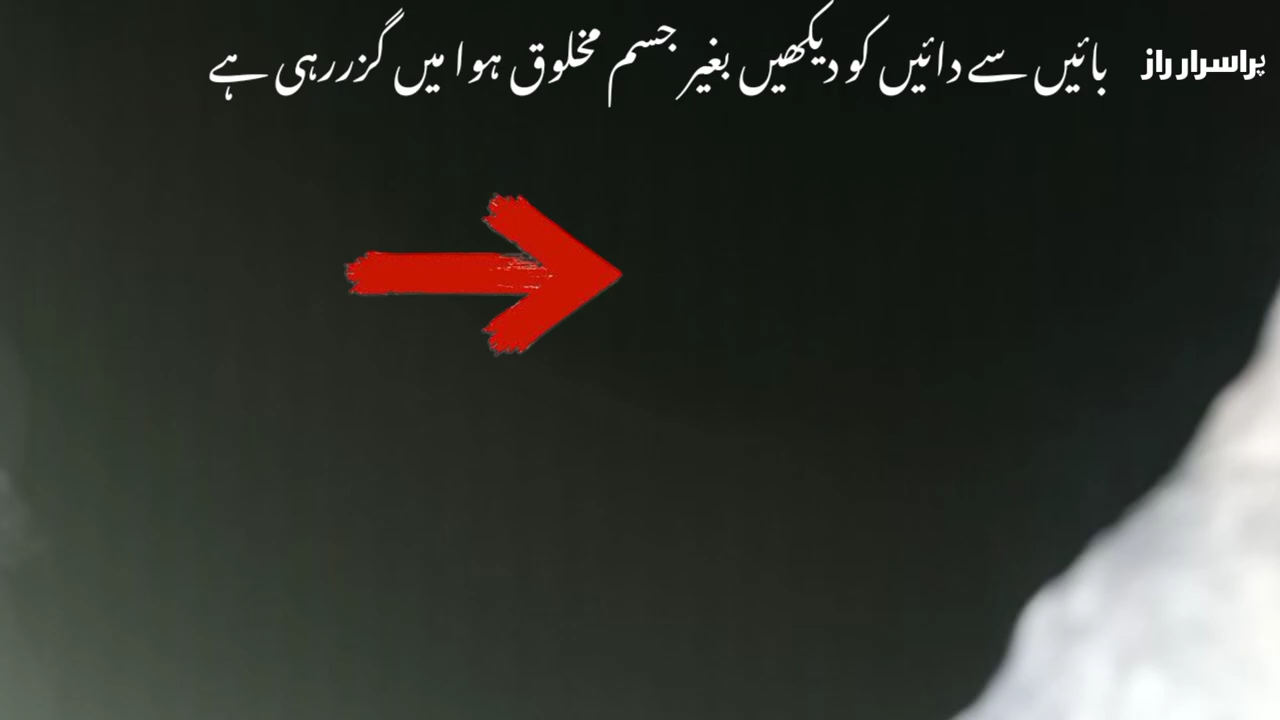 پراسرار راز
بائیں سے دائیں کو دیکھیں بغیر جسم مخلوق ہوا میں گزر رہی ہے